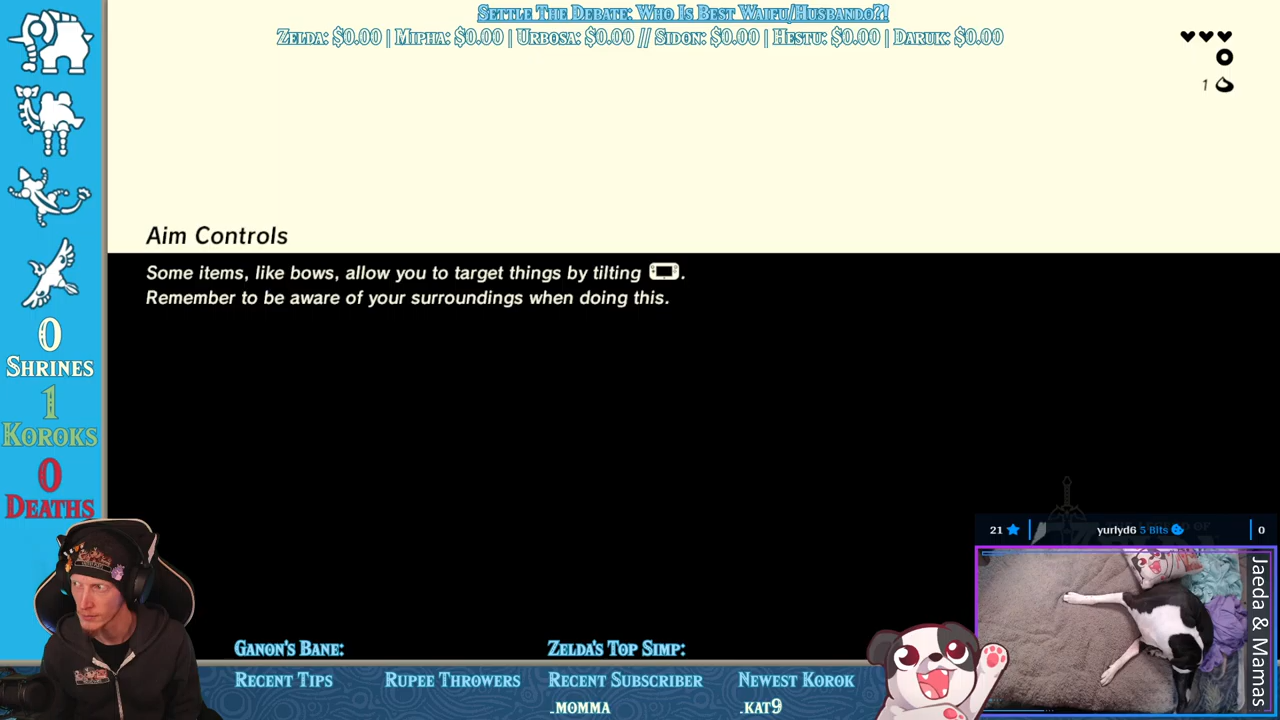 Settle The Debate: Who Is Best Waifu/Husbando?!
Zelda: $0.00 | Mipha: $0.00 | Urbosa: $0.00 // Sidon: $0.00 | Hestu: $0.00 | Daruk: $0.00
1
Aim Controls
Some items, like bows, allow you to target things by tilting .
Remember to be aware of your surroundings when doing this.
0
Shrines
1
Koroks
0
Deaths
21
yurlyd6 5 Bits
0
Jaeda & Mamas
Ganon's Bane:
Zelda's Top Simp:
Recent Tips
Rupee Throwers
Recent Subscriber
Newest Korok
_momma
_kat9